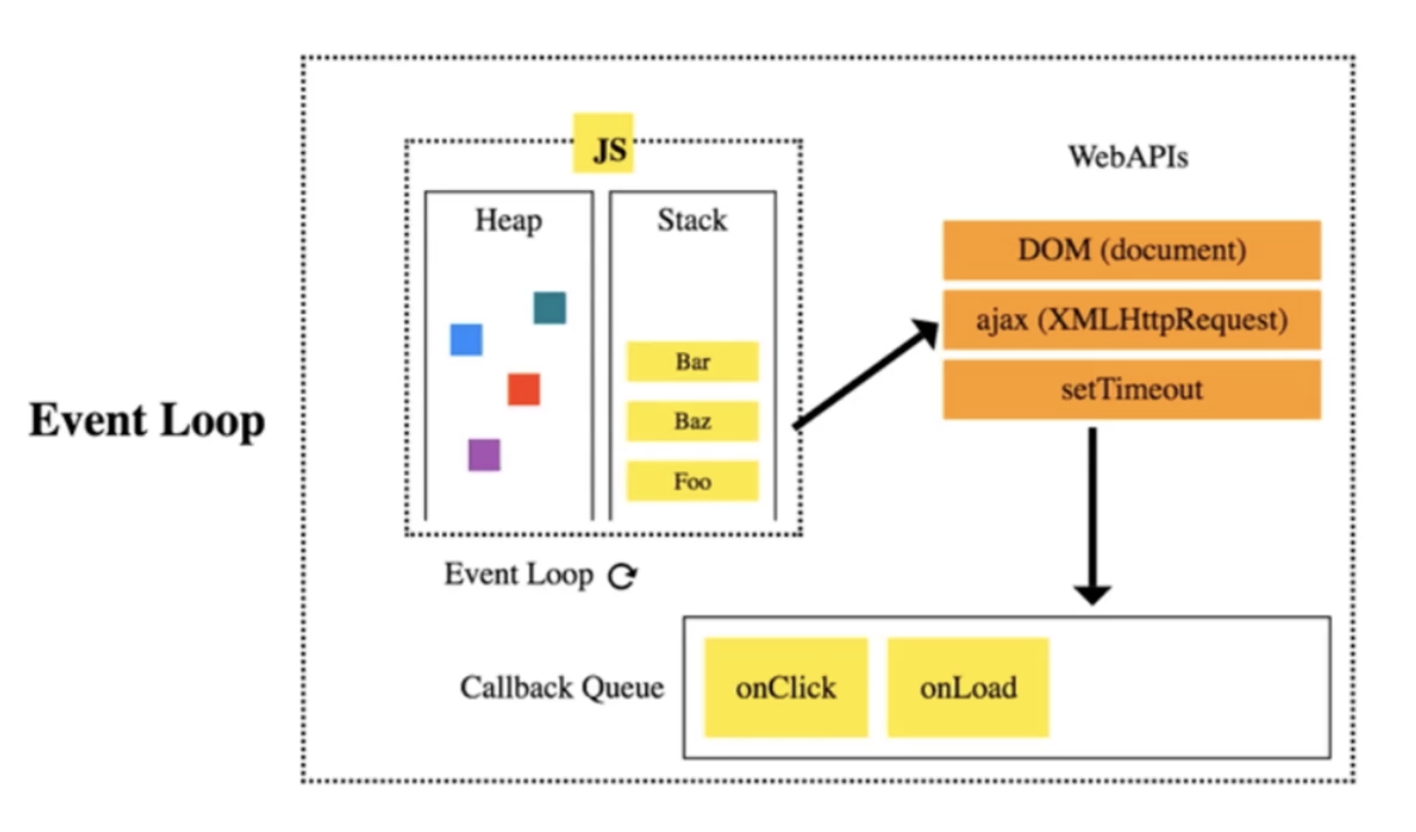 Event Loop
JS
Heap
Stack
Bar
Baz
Foo
Event Loop
WebAPIs
DOM (document)
ajax (XMLHttpRequest)
setTimeout
Callback Queue
onClick
onLoad